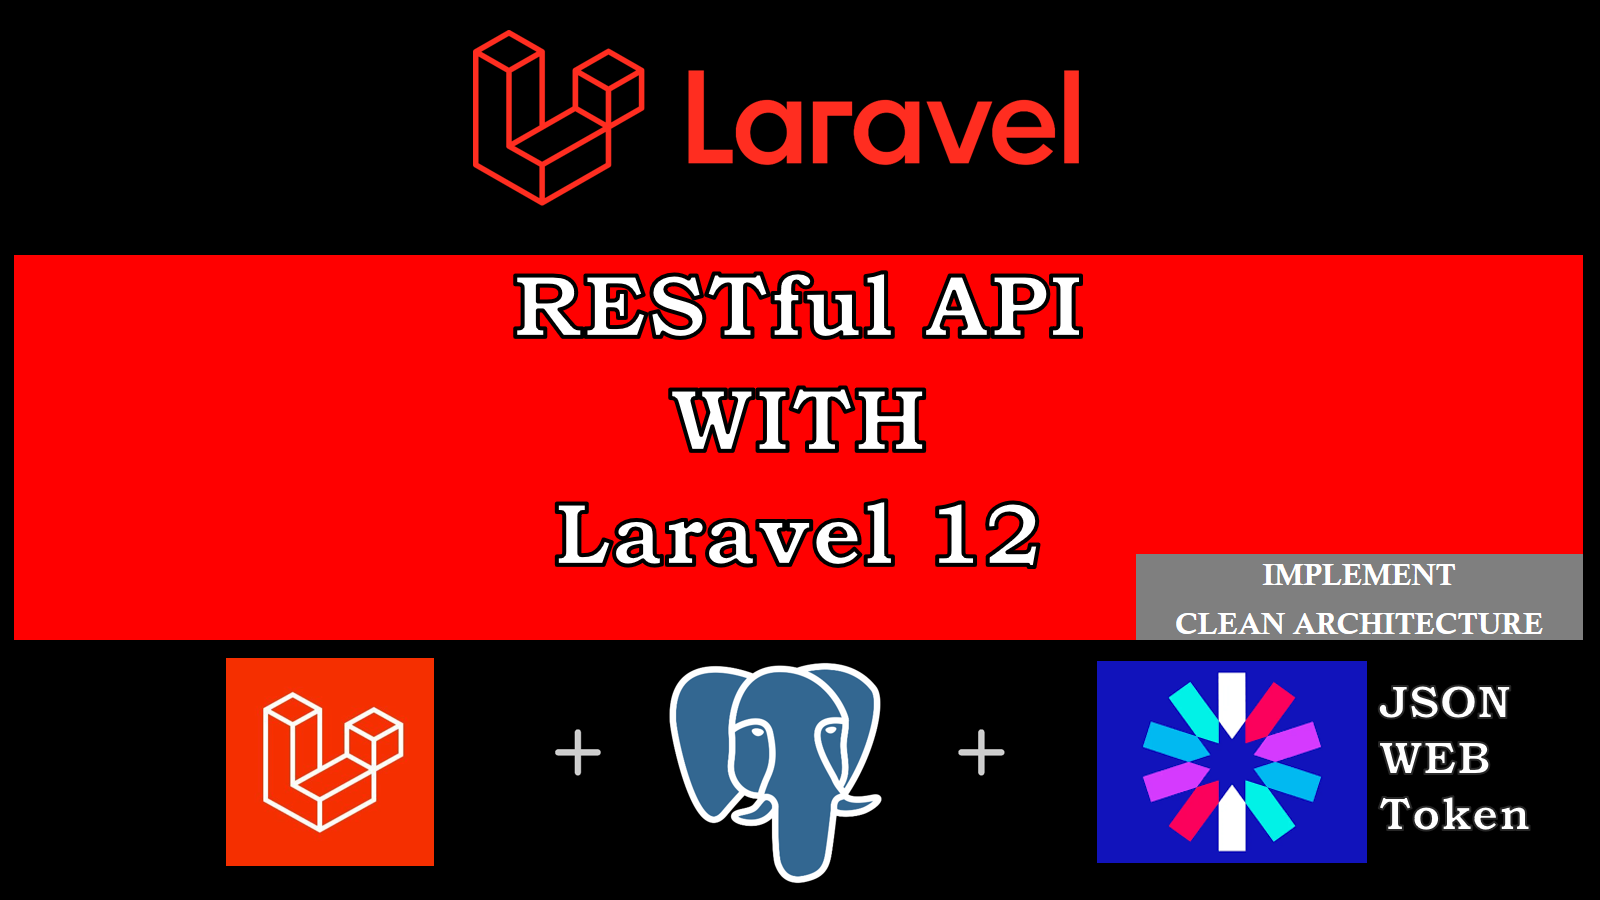 Laravel
RESTful API
WITH
Laravel 12
IMPLEMENT
CLEAN ARCHITECTURE
JSON
WEB
Token